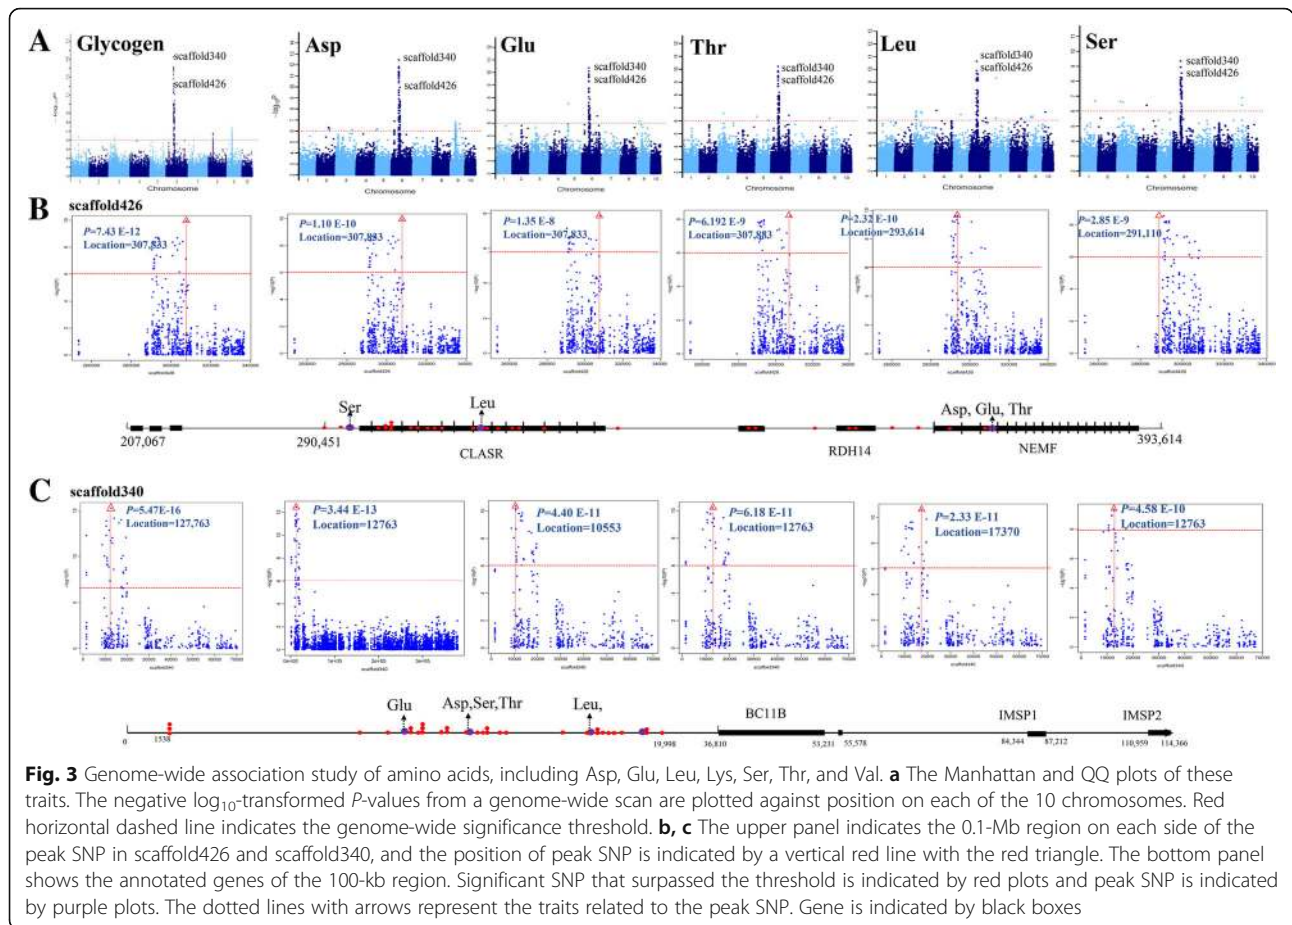 A
Glycogen
Asp
Glu
Thr
Leu
Ser
scaffold340
scaffold426
scaffold340
scaffold426
scaffold340
scaffold426
scaffold340
scaffold426
scaffold340
scaffold426
scaffold340
scaffold426
Chromosome
Chromosome
Chromosome
Chromosome
Chromosome
Chromosome
B
scaffold426
P=7.43 E-12
Location=307,833
P=1.10 E-10
Location=307,833
P=1.35 E-8
Location=307,833
P=6.192 E-9
Location=307,883
P=2.32 E-10
Location=293,614
P=2.85 E-9
Location=291,110
Ser
Leu
Asp, Glu, Thr
207,067
290,451
CLASR
RDH14
NEMF
393,614
C
scaffold340
P=5.47E-16
Location=127,763
P=3.44 E-13
Location=12763
P=4.40 E-11
Location=10553
P=6.18 E-11
Location=12763
P=2.33 E-11
Location=17370
P=4.58 E-10
Location=12763
Glu
Asp,Ser,Thr
Leu,
BC11B
IMSP1
IMSP2
0
1538
19,998
36,810
53,231
55,578
84,344
87,212
110,959
114,366
Fig. 3 Genome-wide association study of amino acids, including Asp, Glu, Leu, Lys, Ser, Thr, and Val. a The Manhattan and QQ plots of these
traits. The negative log10-transformed P-values from a genome-wide scan are plotted against position on each of the 10 chromosomes. Red
horizontal dashed line indicates the genome-wide significance threshold. b, c The upper panel indicates the 0.1-Mb region on each side of the
peak SNP in scaffold426 and scaffold340, and the position of peak SNP is indicated by a vertical red line with the red triangle. The bottom panel
shows the annotated genes of the 100-kb region. Significant SNP that surpassed the threshold is indicated by red plots and peak SNP is indicated
by purple plots. The dotted lines with arrows represent the traits related to the peak SNP. Gene is indicated by black boxes